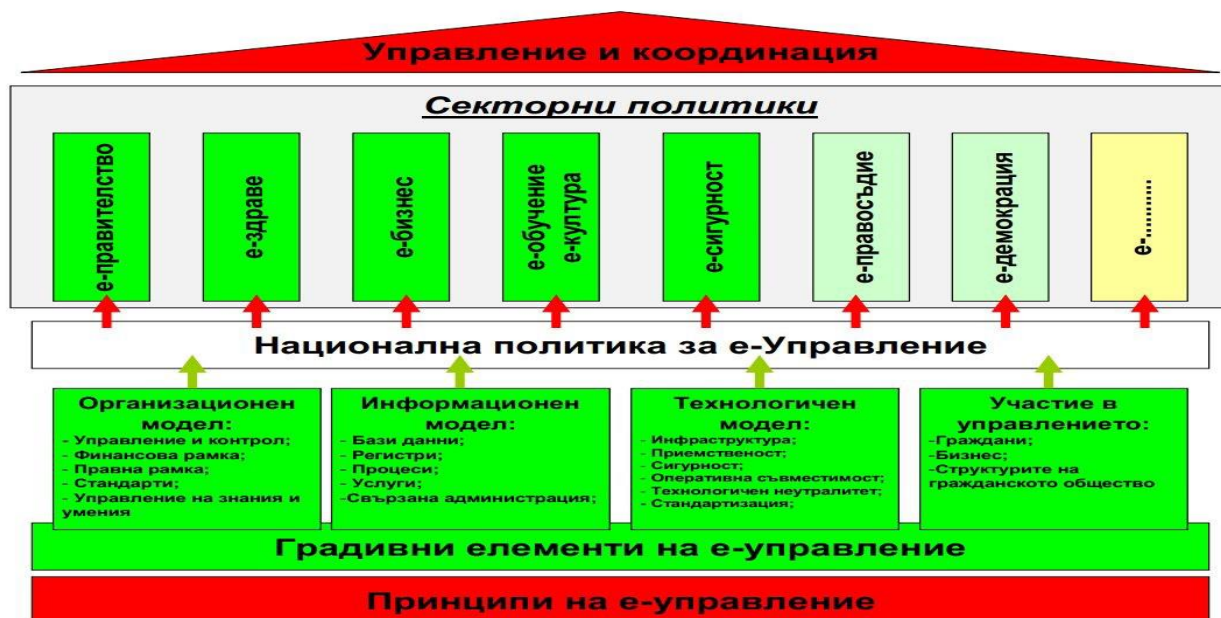 Управление и координация
Секторни политики
е-правителство
е-здраве
е-бизнес
е-обучение
е-култура
е-сигурност
е-правосъдие
е-демокрация
е-...........
Национална политика за е-Управление
Организационен
модел:
- Управление и контрол;
- Финансова рамка;
- Правна рамка;
- Стандарти;
- Управление на знания и
умения
Информационен
модел:
- Бази данни;
- Регистри;
- Процеси;
- Услуги;
-Свързана администрация;
Технологичен
модел:
- Инфраструктура;
- Приемственост;
- Сигурност;
- Оперативна съвместимост;
- Технологичен неутралитет;
- Стандартизация;
Участие в
управлението:
-Граждани;
-Бизнес;
-Структурите на
гражданското общество
Градивни елементи на е-управление
Принципи на е-управление